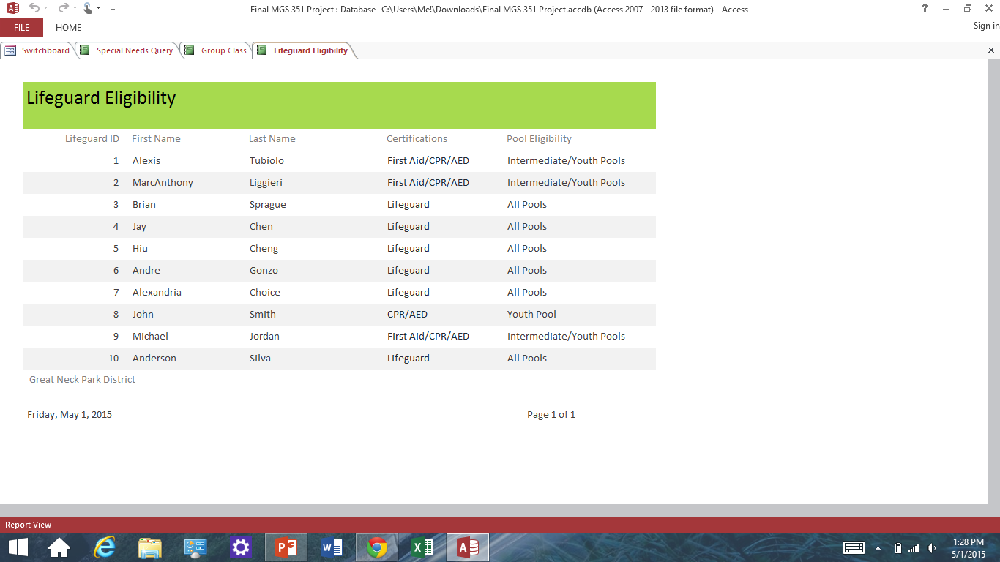 Final MGS 351 Project : Database- C:\Users\Me!\Downloads\Final MGS 351 Project.accdb (Access 2007 - 2013 file format) - Access
?
FILE HOME Sign in
Switchboard Special Needs Query Group Class Lifeguard Eligibility
Lifeguard Eligibility
Lifeguard ID First Name Last Name Certifications Pool Eligibility
1 Alexis Tubiolo First Aid/CPR/AED Intermediate/Youth Pools
2 MarcAnthony Liggieri First Aid/CPR/AED Intermediate/Youth Pools
3 Brian Sprague Lifeguard All Pools
4 Jay Chen Lifeguard All Pools
5 Hiu Cheng Lifeguard All Pools
6 Andre Gonzo Lifeguard All Pools
7 Alexandria Choice Lifeguard All Pools
8 John Smith CPR/AED Youth Pool
9 Michael Jordan First Aid/CPR/AED Intermediate/Youth Pools
10 Anderson Silva Lifeguard All Pools
Great Neck Park District
Friday, May 1, 2015 Page 1 of 1
Report View
1:28 PM
5/1/2015